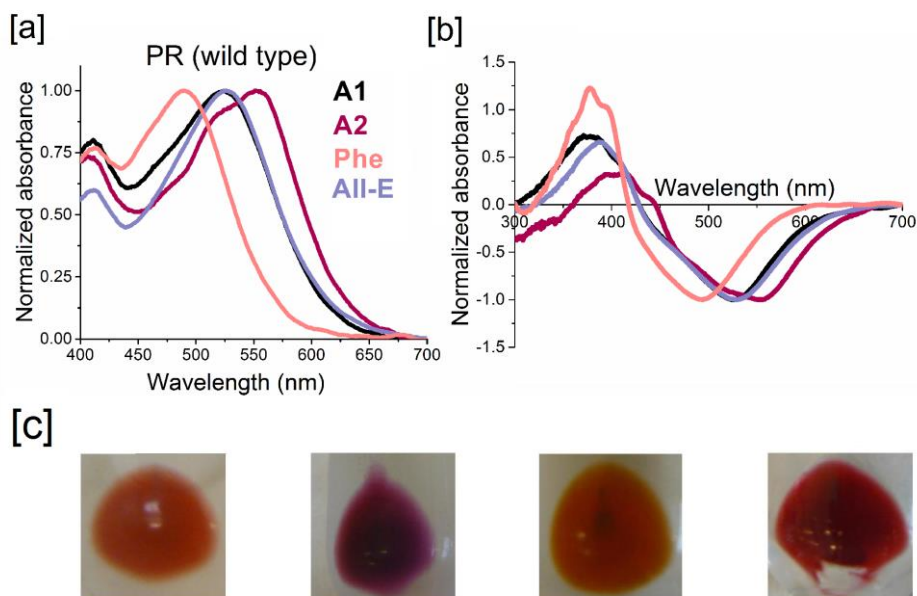 [a]
PR (wild type)
Normalized absorbance
1.00
0.75
0.50
0.25
0.00
400 450 500 550 600 650 700
Wavelength (nm)
A1
A2
Phe
All-E
[b]
Normalized absorbance
1.5
1.0
0.5
0.0
-0.5
-1.0
-1.5
300 400 500 600 700
Wavelength (nm)
[c]